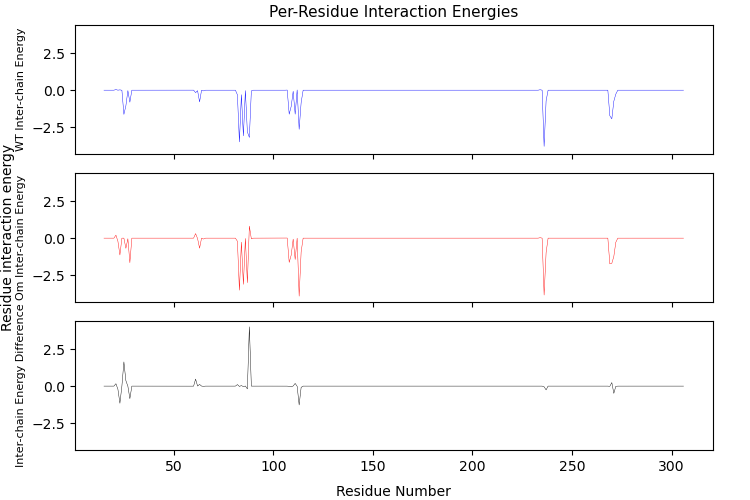 Per-Residue Interaction Energies
Residue interaction energy
WT Inter-chain Energy
2.5
0.0
−2.5
Om Inter-chain Energy
2.5
0.0
−2.5
Inter-chain Energy Difference
2.5
0.0
−2.5
50 100 150 200 250 300
Residue Number